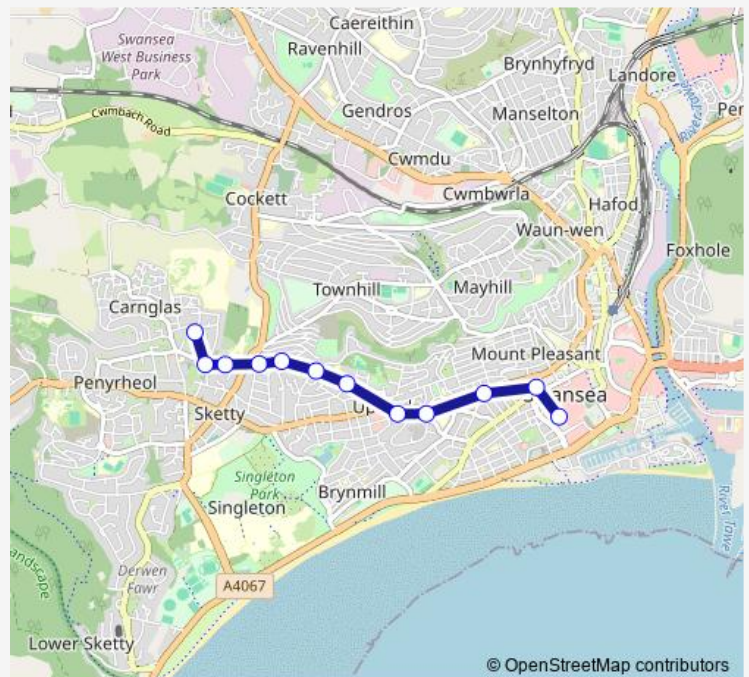 Caereithin
Swansea
West Business
Park
Ravenhill
Brynhyfryd
Landore
Gendros
Manselton
Cwmbach Road
Cwmdu
Cockett
Cwmbwrla
Hafod
Waun-wen
Foxhole
Townhill
Mayhill
Carnglas
Mount Pleasant
Penyrheol
Sketty
Singleton
Park
Brynmill
Singleton
River Tawe
Derwen
Fawr
A4067
Lower Sketty
© OpenStreetMap contributors